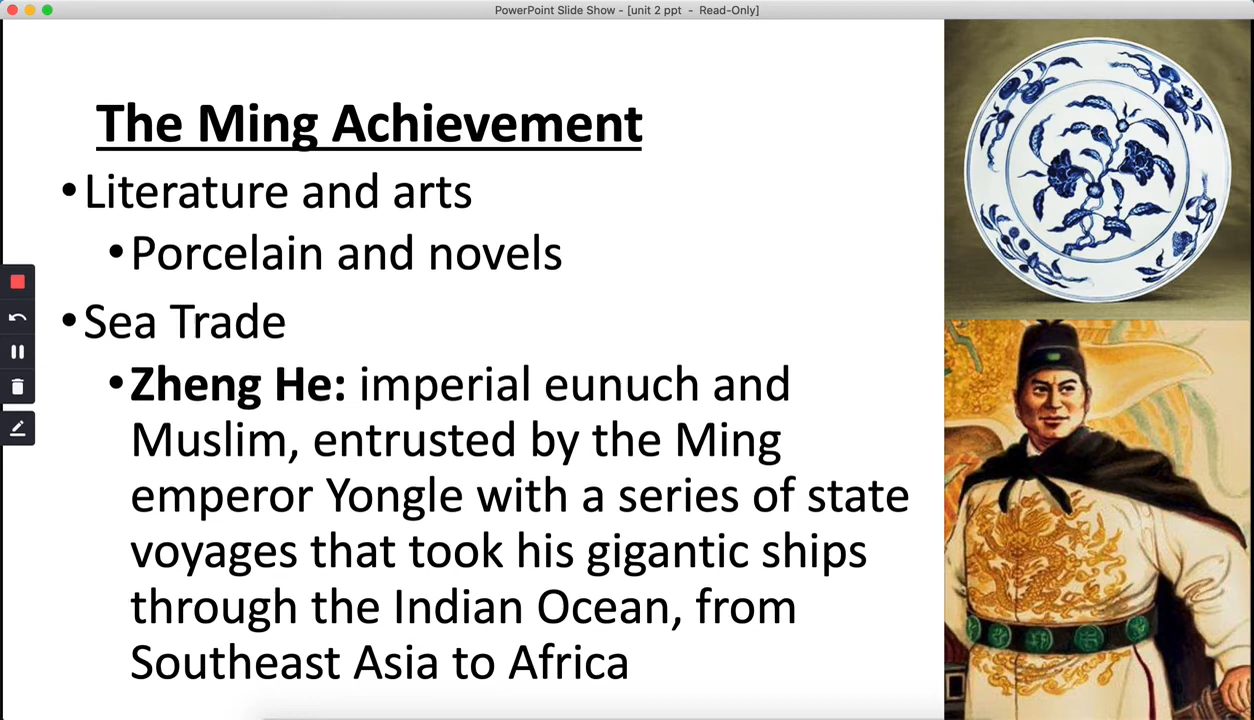 PowerPoint Slide Show - [unit 2 ppt - Read-Only]
The Ming Achievement
•Literature and arts
•Porcelain and novels
•Sea Trade
•Zheng He: imperial eunuch and
Muslim, entrusted by the Ming
emperor Yongle with a series of state
voyages that took his gigantic ships
through the Indian Ocean, from
Southeast Asia to Africa